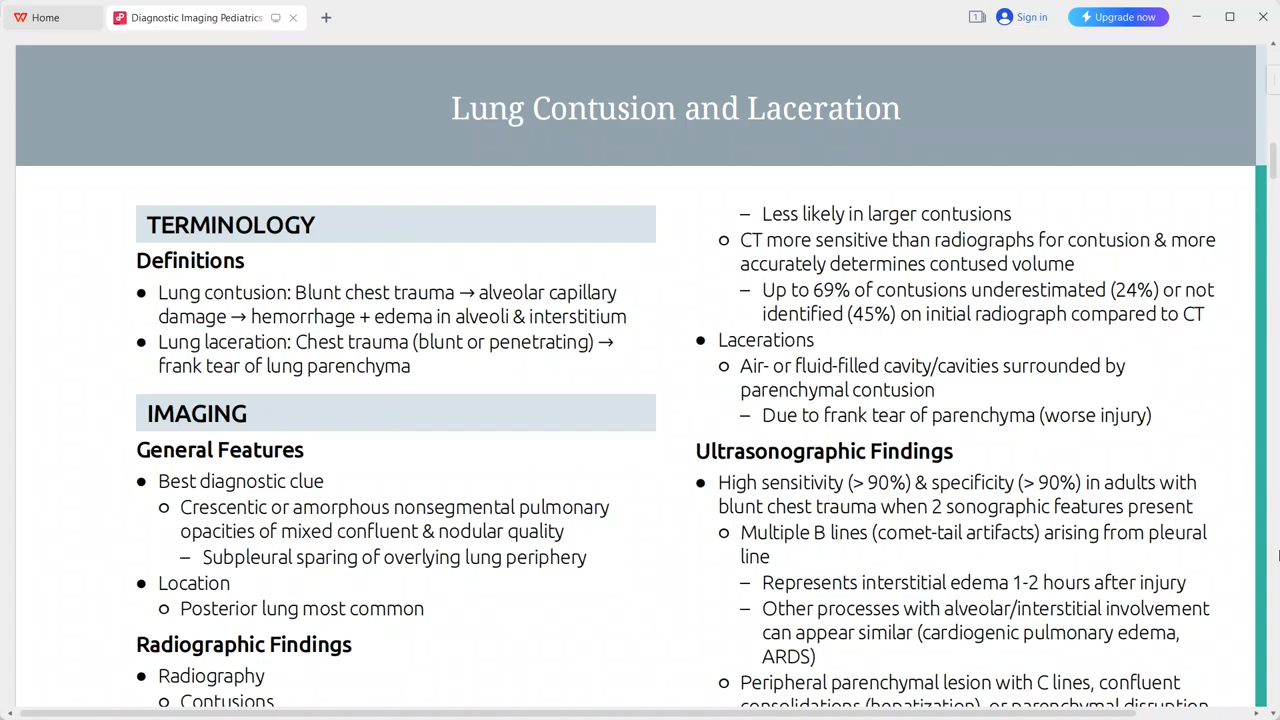 Home
Diagnostic Imaging Pediatrics
1
Sign in
Upgrade now
Lung Contusion and Laceration
TERMINOLOGY
Definitions
● Lung contusion: Blunt chest trauma → alveolar capillary
damage → hemorrhage + edema in alveoli & interstitium
● Lung laceration: Chest trauma (blunt or penetrating) →
frank tear of lung parenchyma
IMAGING
General Features
● Best diagnostic clue
○ Crescentic or amorphous nonsegmental pulmonary
opacities of mixed confluent & nodular quality
– Subpleural sparing of overlying lung periphery
● Location
○ Posterior lung most common
Radiographic Findings
● Radiography
○ Contusions
– Less likely in larger contusions
○ CT more sensitive than radiographs for contusion & more
accurately determines contused volume
– Up to 69% of contusions underestimated (24%) or not
identified (45%) on initial radiograph compared to CT
● Lacerations
○ Air- or fluid-filled cavity/cavities surrounded by
parenchymal contusion
– Due to frank tear of parenchyma (worse injury)
Ultrasonographic Findings
● High sensitivity (> 90%) & specificity (> 90%) in adults with
blunt chest trauma when 2 sonographic features present
○ Multiple B lines (comet-tail artifacts) arising from pleural
line
– Represents interstitial edema 1-2 hours after injury
– Other processes with alveolar/interstitial involvement
can appear similar (cardiogenic pulmonary edema,
ARDS)
○ Peripheral parenchymal lesion with C lines, confluent
consolidations (hepatization), or parenchymal disruption